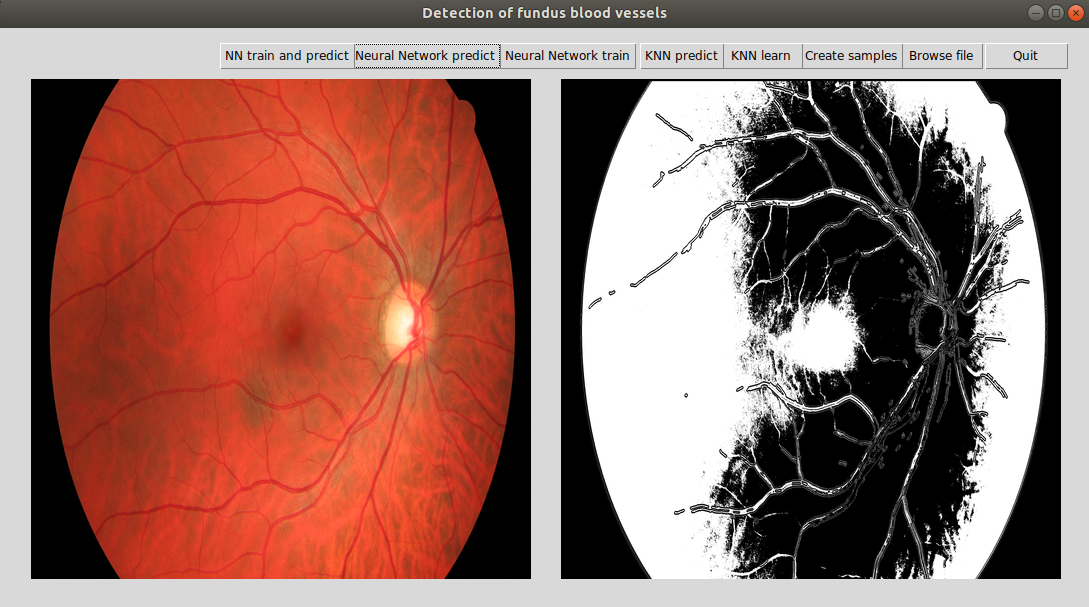 Detection of fundus blood vessels
NN train and predict Neural Network predict Neural Network train KNN predict KNN learn Create samples Browse file Quit